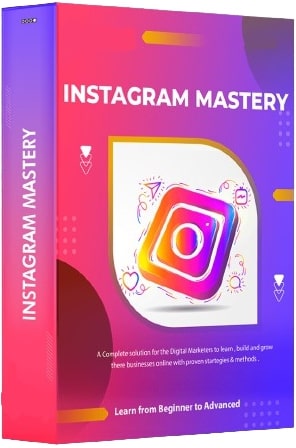 INSTAGRAM MASTERY
INSTAGRAM MASTERY
A Complete solution for the Digital Marketers to learn , build and grow
there businesses online with proven startegies & methods .
Learn from Beginner to Advanced